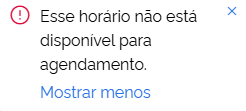 Esse horário não está
disponível para
agendamento.
Mostrar menos